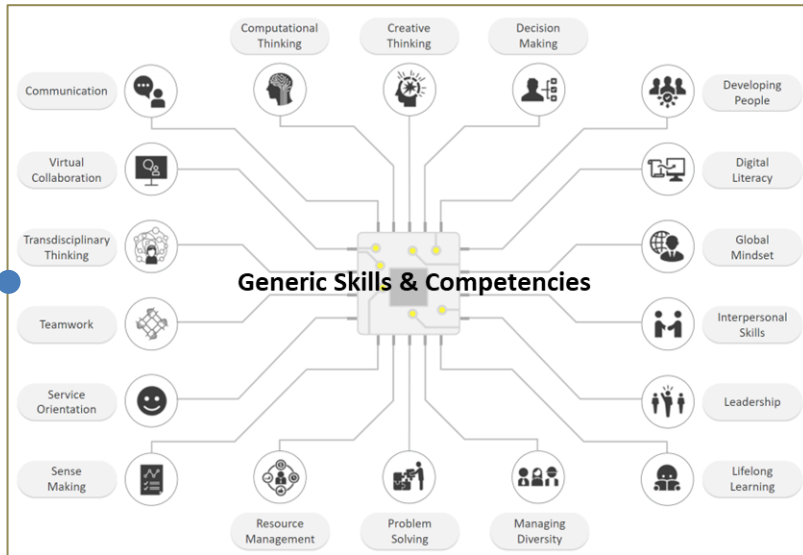 Computational
Thinking
Creative
Thinking
Decision
Making
Communication
Developing
People
Virtual
Collaboration
Digital
Literacy
Transdisciplinary
Thinking
Global
Mindset
Generic Skills & Competencies
Teamwork
Interpersonal
Skills
Service
Orientation
Leadership
Sense
Making
Lifelong
Learning
Resource
Management
Problem
Solving
Managing
Diversity